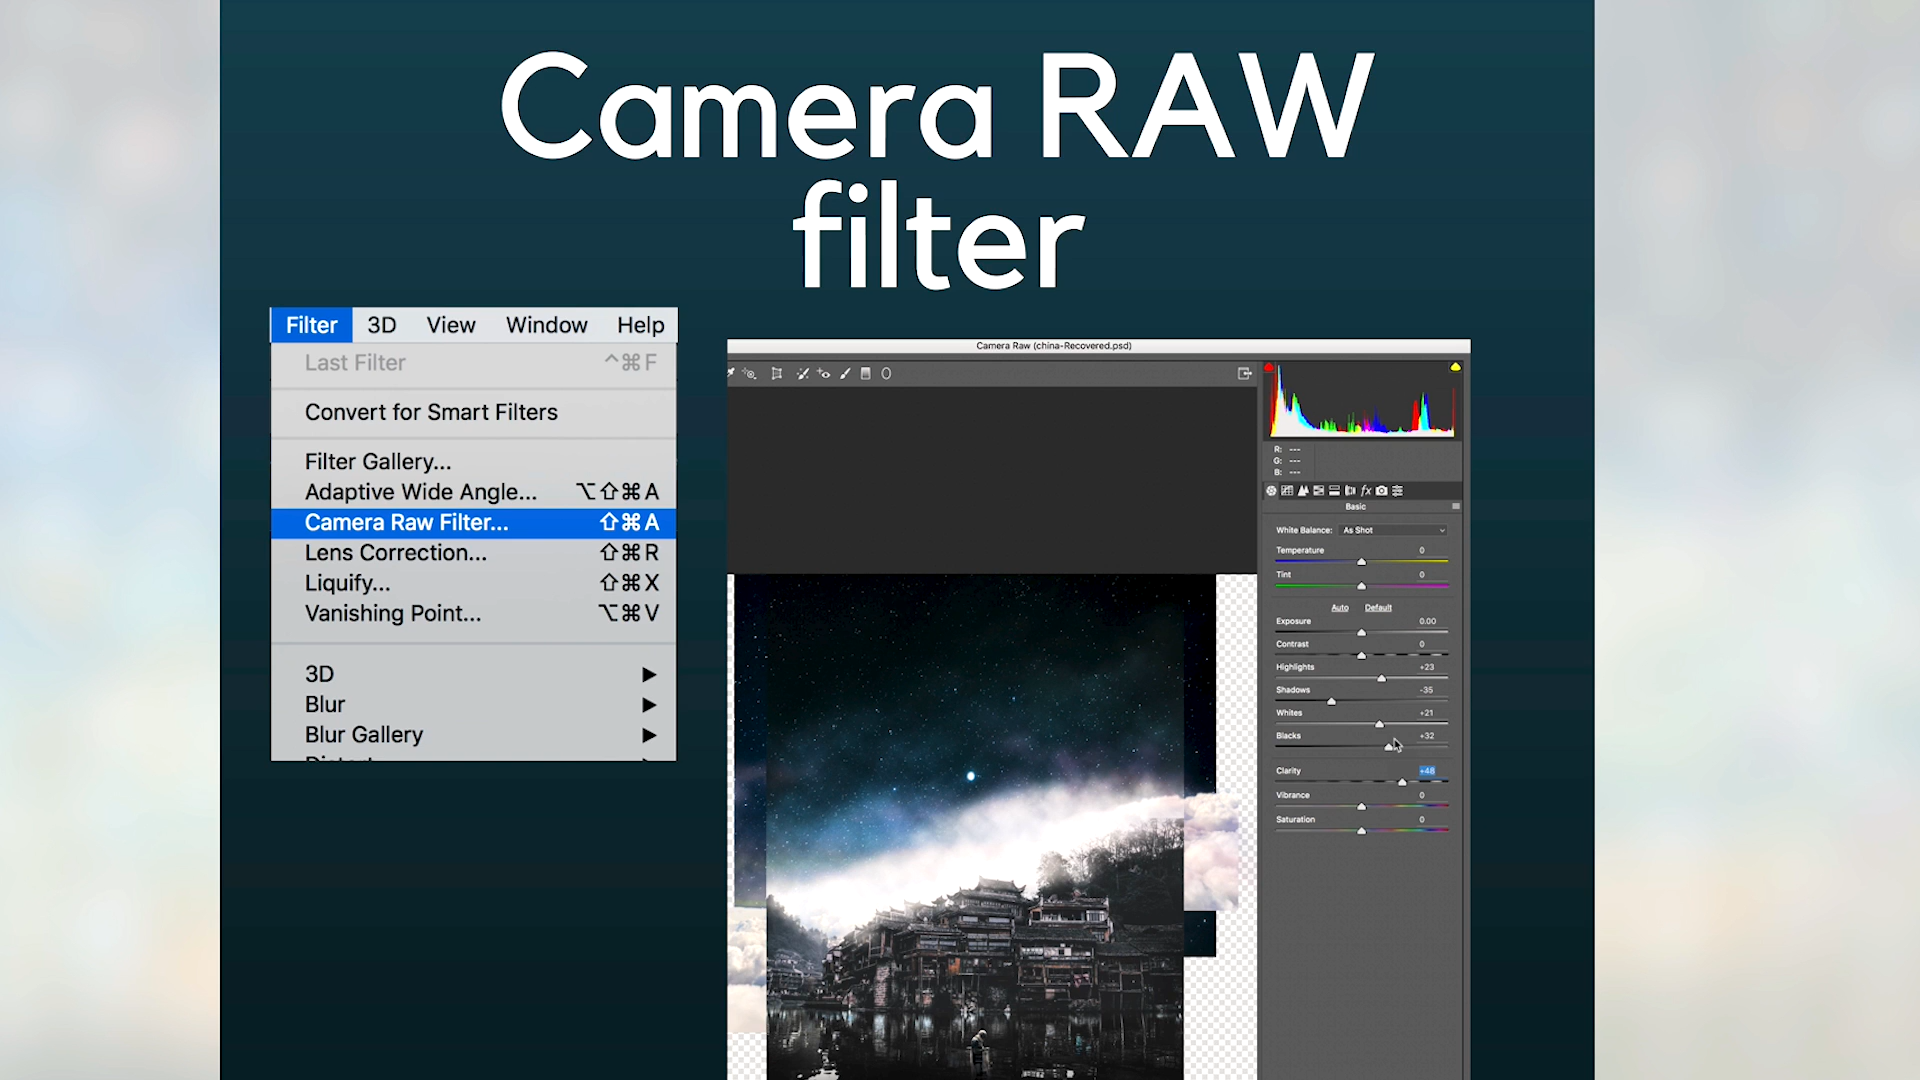 Camera RAW
filter
Filter 3D View Window Help
Last Filter ^⌘F
Convert for Smart Filters
Filter Gallery...
Adaptive Wide Angle... ⌥⇧⌘A
Camera Raw Filter... ⇧⌘A
Lens Correction... ⇧⌘R
Liquify... ⇧⌘X
Vanishing Point... ⌥⌘V
3D
Blur
Blur Gallery
Camera Raw (china-Recovered.psd)
R: ---
G: ---
B: ---
fx
Basic
White Balance: As Shot
Temperature 0
Tint 0
Auto Default
Exposure 0.00
Contrast 0
Highlights +23
Shadows -35
Whites +21
Blacks +32
Clarity +48
Vibrance 0
Saturation 0